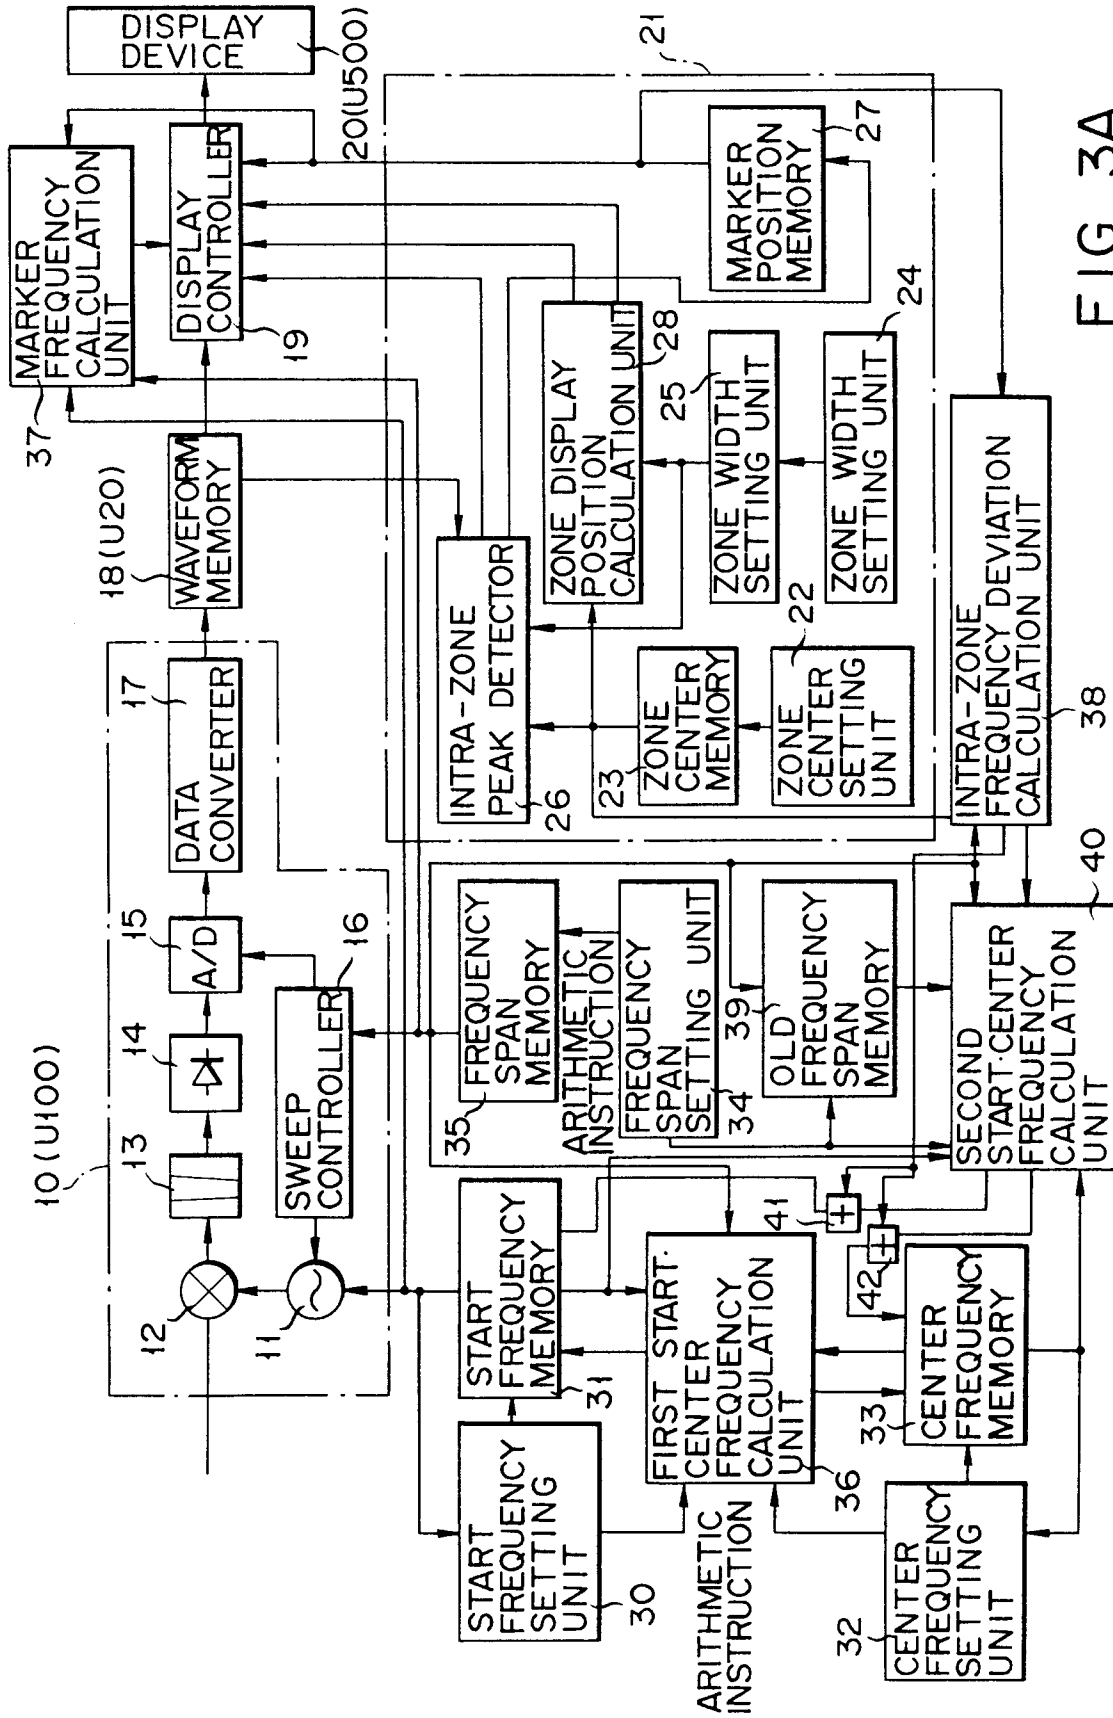 10(U100)
12
13
14
15
17
DATA
CONVERTER
A/D
11
SWEEP
CONTROLLER
16
18(U20)
WAVEFORM
MEMORY
37
MARKER
FREQUENCY
CALCULATION
UNIT
DISPLAY
CONTROLLER
19
DISPLAY
DEVICE
20(U500)
21
START
FREQUENCY
SETTING
UNIT
30
START
FREQUENCY
MEMORY
31
35
FREQUENCY
SPAN
MEMORY
ARITHMETIC
INSTRUCTION
FREQUENCY
SPAN
SETTING UNIT
34
INTRA-ZONE
PEAK DETECTOR
26
ZONE DISPLAY
POSITION
CALCULATION UNIT
28
23
ZONE
CENTER
MEMORY
22
ZONE
CENTER
SETTING
UNIT
25
ZONE WIDTH
SETTING UNIT
24
ZONE WIDTH
SETTING UNIT
MARKER
POSITION
MEMORY
27
ARITHMETIC
INSTRUCTION
FIRST START·
CENTER
FREQUENCY
CALCULATION
UNIT
36
39
OLD
FREQUENCY
SPAN
MEMORY
41
+
42
+
32
CENTER
FREQUENCY
SETTING
UNIT
33
CENTER
FREQUENCY
MEMORY
SECOND
START·CENTER
FREQUENCY
CALCULATION
UNIT
40
INTRA-ZONE
FREQUENCY DEVIATION
CALCULATION UNIT
38
FIG. 3A